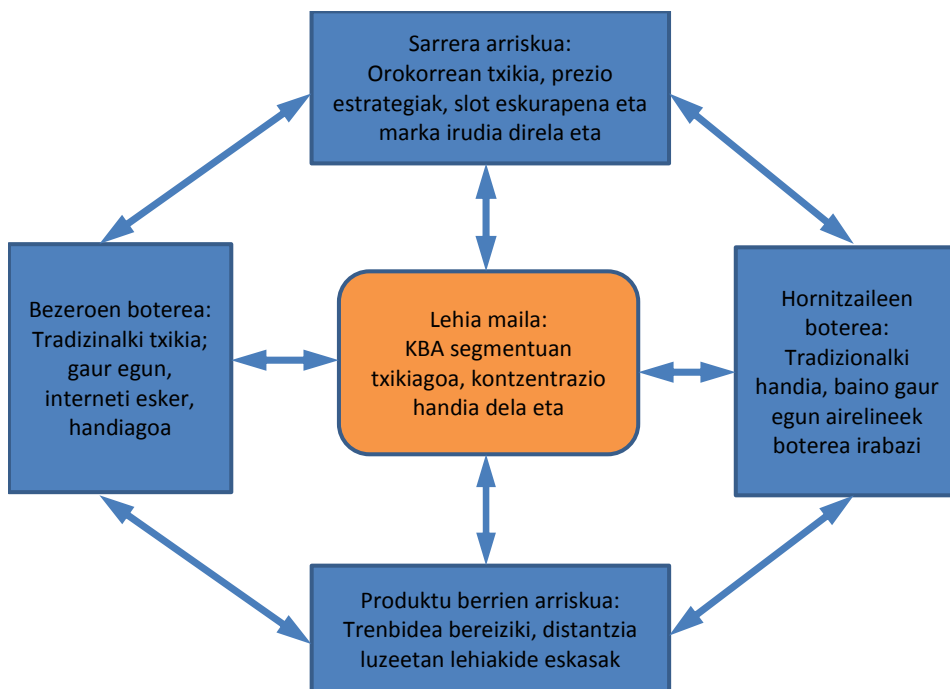 Sarrera arriskua:
Orokorrean txikia, prezio
estrategiak, slot eskurapena eta
marka irudia direla eta
Bezeroen boterea:
Tradizinalki txikia;
gaur egun,
interneti esker,
handiagoa
Lehia maila:
KBA segmentuan
txikiagoa, kontzentrazio
handia dela eta
Hornitzaileen
boterea:
Tradizionalki
handia, baino gaur
egun airelineek
boterea irabazi
Produktu berrien arriskua:
Trenbidea bereiziki, distantzia
luzeetan lehiakide eskasak